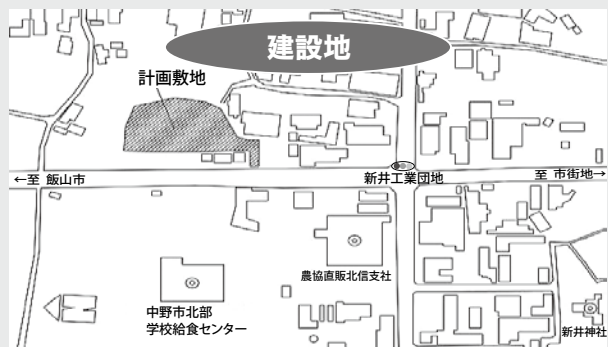 建設地
計画敷地
新井工業団地
←至 飯山市
至 市街地→
農協直販北信支社
中野市北部
学校給食センター
新井神社